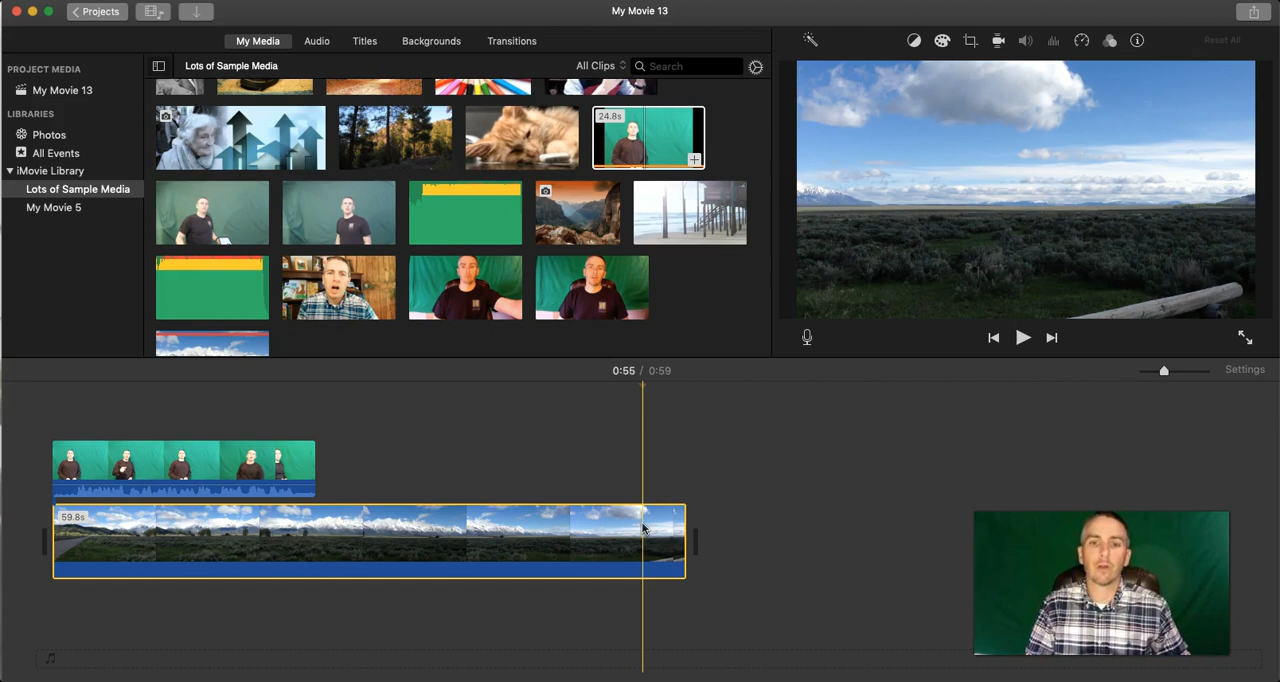 Projects
My Movie 13
My Media
Audio
Titles
Backgrounds
Transitions
Reset All
PROJECT MEDIA
My Movie 13
LIBRARIES
Photos
All Events
iMovie Library
Lots of Sample Media
My Movie 5
Lots of Sample Media
All Clips
Search
24.8s
0:55 / 0:59
Settings
59.8s